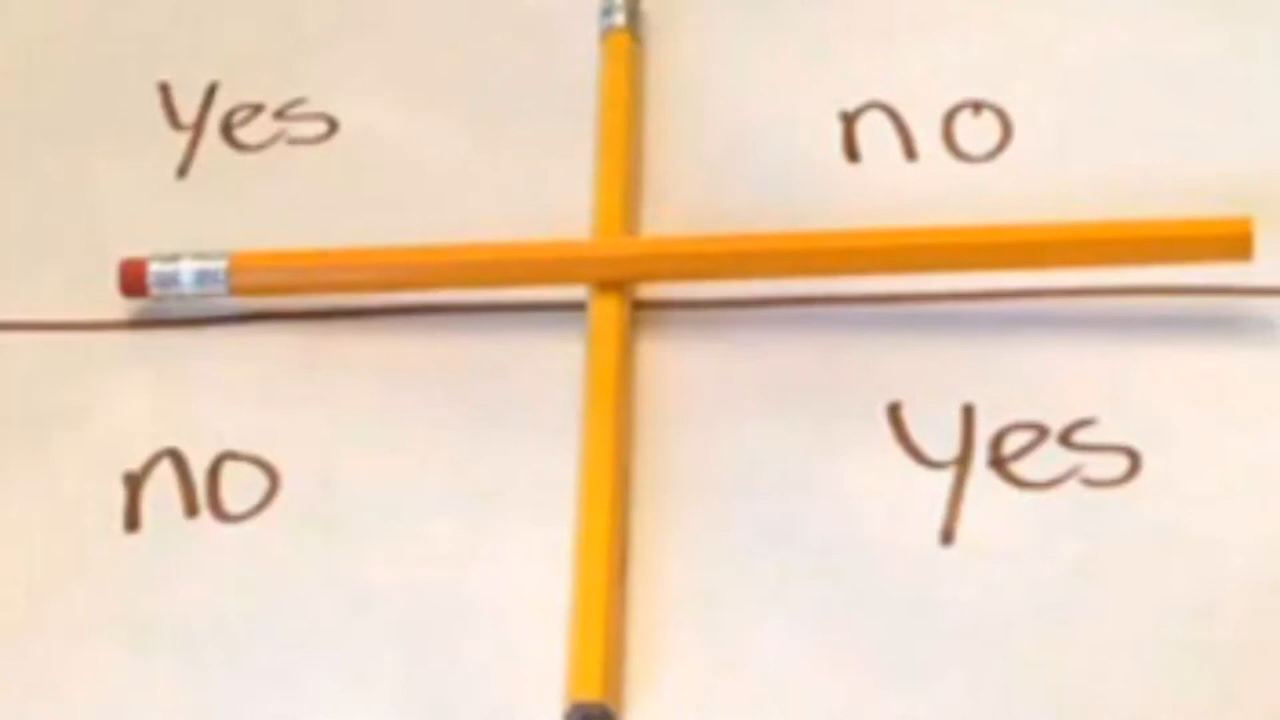 yes no
no yes